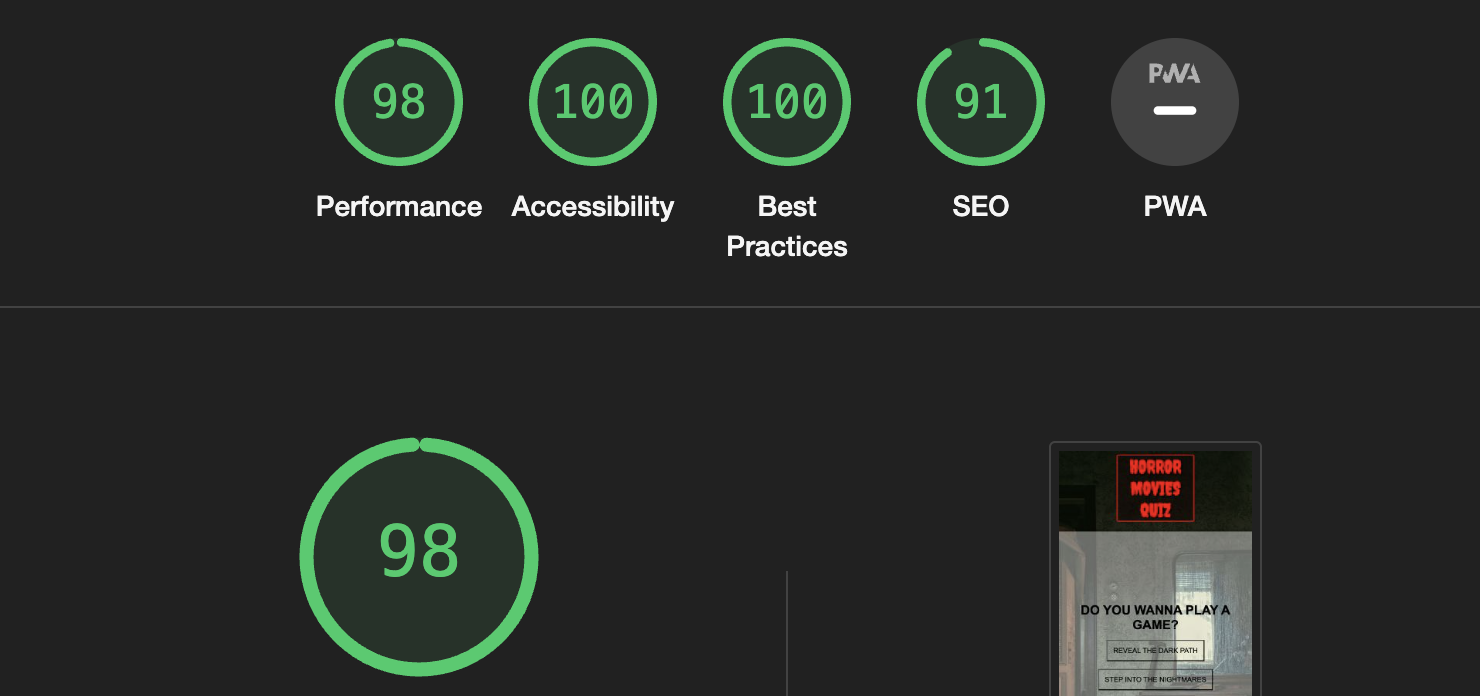 98
100
100
91
PWA
Performance
Accessibility
Best
Practices
SEO
PWA
98
HORROR
MOVIES
QUIZ
DO YOU WANNA PLAY A
GAME?
REVEAL THE DARK PATH
STEP INTO THE NIGHTMARES